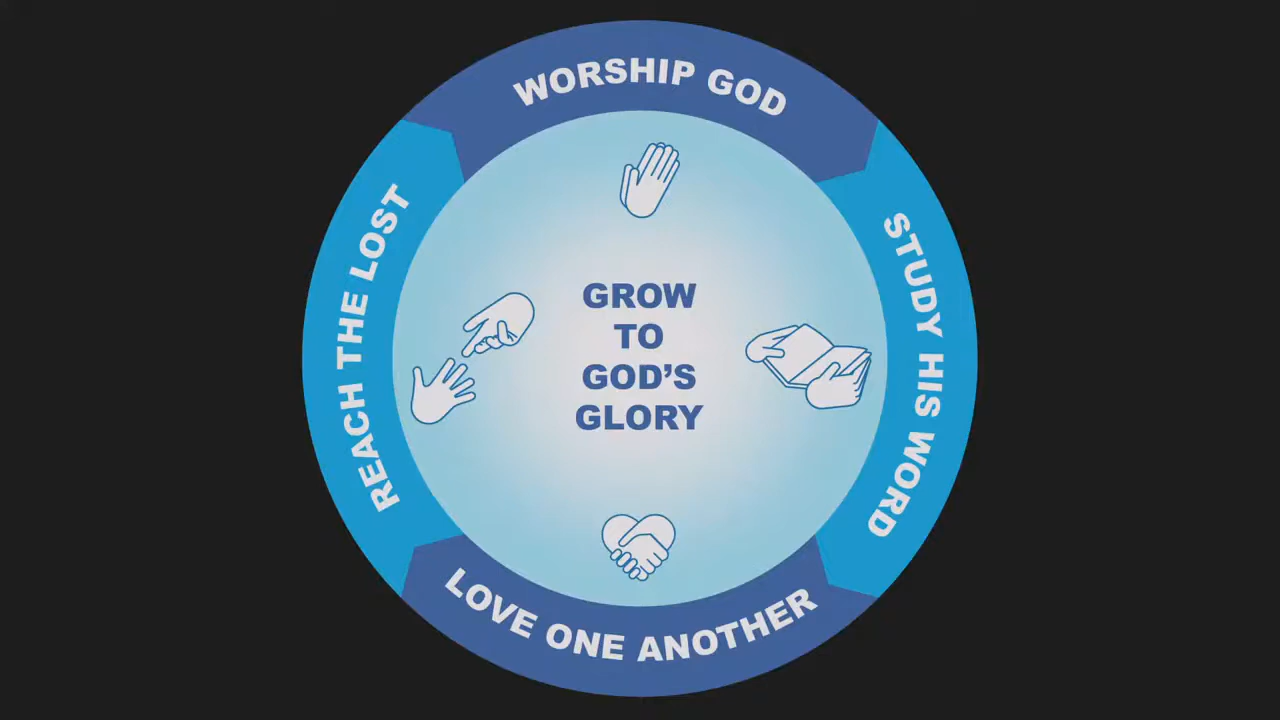 WORSHIP GOD
STUDY HIS WORD
LOVE ONE ANOTHER
REACH THE LOST
GROW
TO
GOD’S
GLORY